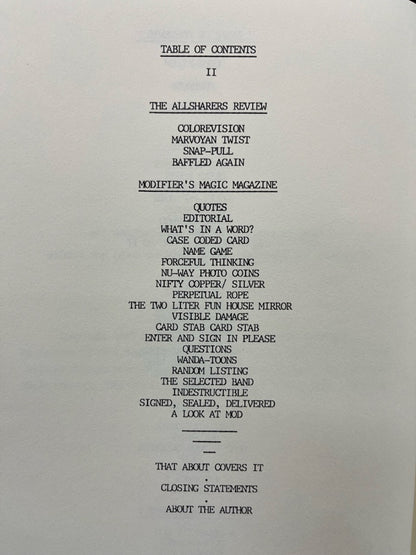 TABLE OF CONTENTS
II
THE ALLSHARERS REVIEW
COLOREVISION
MARVOYAN TWIST
SNAP-PULL
BAFFLED AGAIN
MODIFIER'S MAGIC MAGAZINE
QUOTES
EDITORIAL
WHAT'S IN A WORD?
CASE CODED CARD
NAME GAME
FORCEFUL THINKING
NU-WAY PHOTO COINS
NIFTY COPPER/ SILVER
PERPETUAL ROPE
THE TWO LITER FUN HOUSE MIRROR
VISIBLE DAMAGE
CARD STAB CARD STAB
ENTER AND SIGN IN PLEASE
QUESTIONS
WANDA-TOONS
RANDOM LISTING
THE SELECTED BAND
INDESTRUCTIBLE
SIGNED, SEALED, DELIVERED
A LOOK AT MOD
THAT ABOUT COVERS IT
.
CLOSING STATEMENTS
.
ABOUT THE AUTHOR